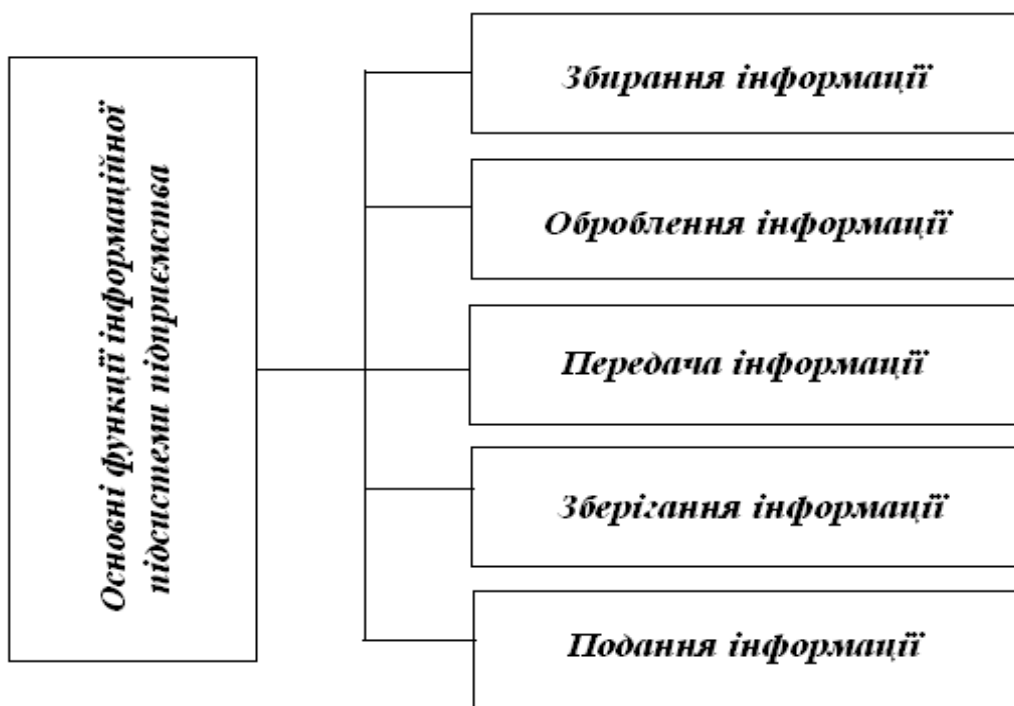 Основні функції інформаційної
підсистеми підприємства
Збирання інформації
Оброблення інформації
Передача інформації
Зберігання інформації
Подання інформації